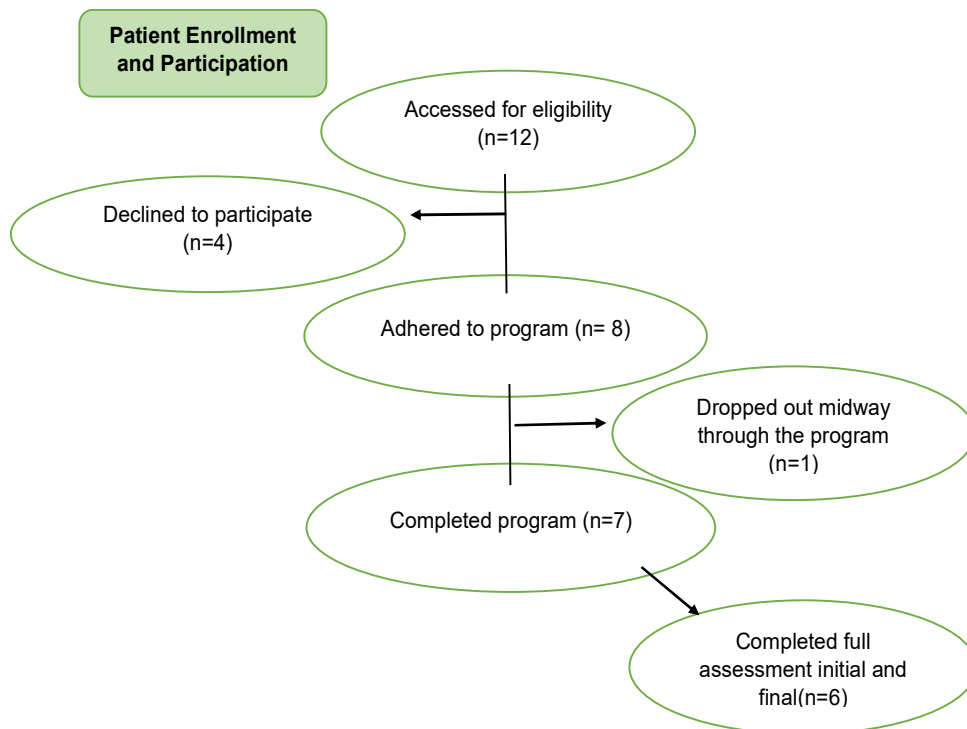 Patient Enrollment
and Participation
Accessed for eligibility
(n=12)
Declined to participate
(n=4)
Adhered to program (n= 8)
Dropped out midway
through the program
(n=1)
Completed program (n=7)
Completed full
assessment initial and
final(n=6)